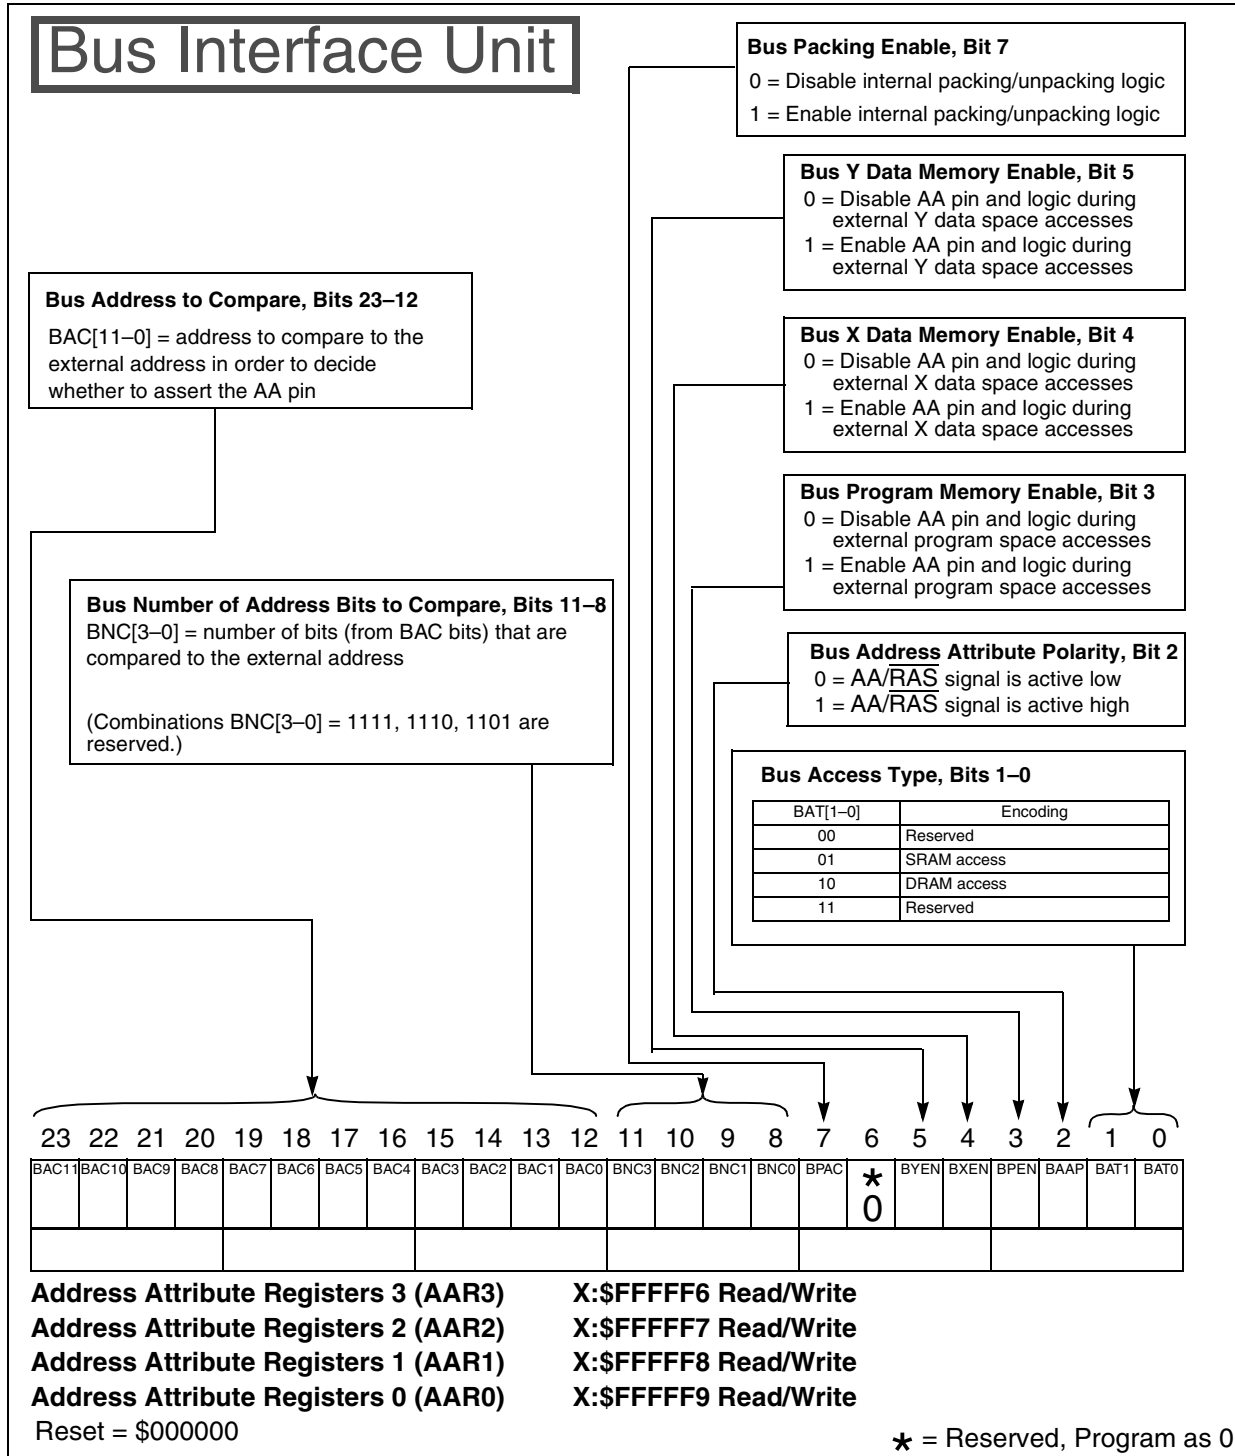 Bus Interface Unit
Bus Packing Enable, Bit 7
0 = Disable internal packing/unpacking logic
1 = Enable internal packing/unpacking logic
Bus Y Data Memory Enable, Bit 5
0 = Disable AA pin and logic during
external Y data space accesses
1 = Enable AA pin and logic during
external Y data space accesses
Bus Address to Compare, Bits 23–12
BAC[11–0] = address to compare to the
external address in order to decide
whether to assert the AA pin
Bus X Data Memory Enable, Bit 4
0 = Disable AA pin and logic during
external X data space accesses
1 = Enable AA pin and logic during
external X data space accesses
Bus Program Memory Enable, Bit 3
0 = Disable AA pin and logic during
external program space accesses
1 = Enable AA pin and logic during
external program space accesses
Bus Number of Address Bits to Compare, Bits 11–8
BNC[3–0] = number of bits (from BAC bits) that are
compared to the external address
(Combinations BNC[3–0] = 1111, 1110, 1101 are
reserved.)
Bus Address Attribute Polarity, Bit 2
0 = AA/R̅A̅S̅ signal is active low
1 = AA/R̅A̅S̅ signal is active high
Bus Access Type, Bits 1–0
BAT[1–0] Encoding
00 Reserved
01 SRAM access
10 DRAM access
11 Reserved
23 22 21 20 19 18 17 16 15 14 13 12 11 10 9 8 7 6 5 4 3 2 1 0
BAC11 BAC10 BAC9 BAC8 BAC7 BAC6 BAC5 BAC4 BAC3 BAC2 BAC1 BAC0 BNC3 BNC2 BNC1 BNC0 BPAC * BYEN BXEN BPEN BAAP BAT1 BAT0
0
Address Attribute Registers 3 (AAR3) X:$FFFFF6 Read/Write
Address Attribute Registers 2 (AAR2) X:$FFFFF7 Read/Write
Address Attribute Registers 1 (AAR1) X:$FFFFF8 Read/Write
Address Attribute Registers 0 (AAR0) X:$FFFFF9 Read/Write
Reset = $000000
* = Reserved, Program as 0